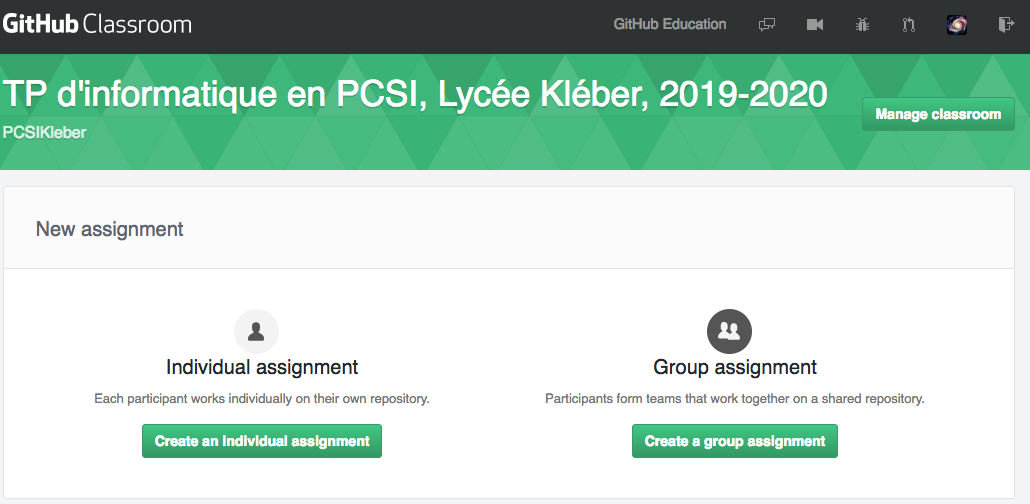 GitHub Classroom
GitHub Education
TP d'informatique en PCSI, Lycée Kléber, 2019-2020
PCSIKleber
Manage classroom
New assignment
Individual assignment
Each participant works individually on their own repository.
Create an individual assignment
Group assignment
Participants form teams that work together on a shared repository.
Create a group assignment